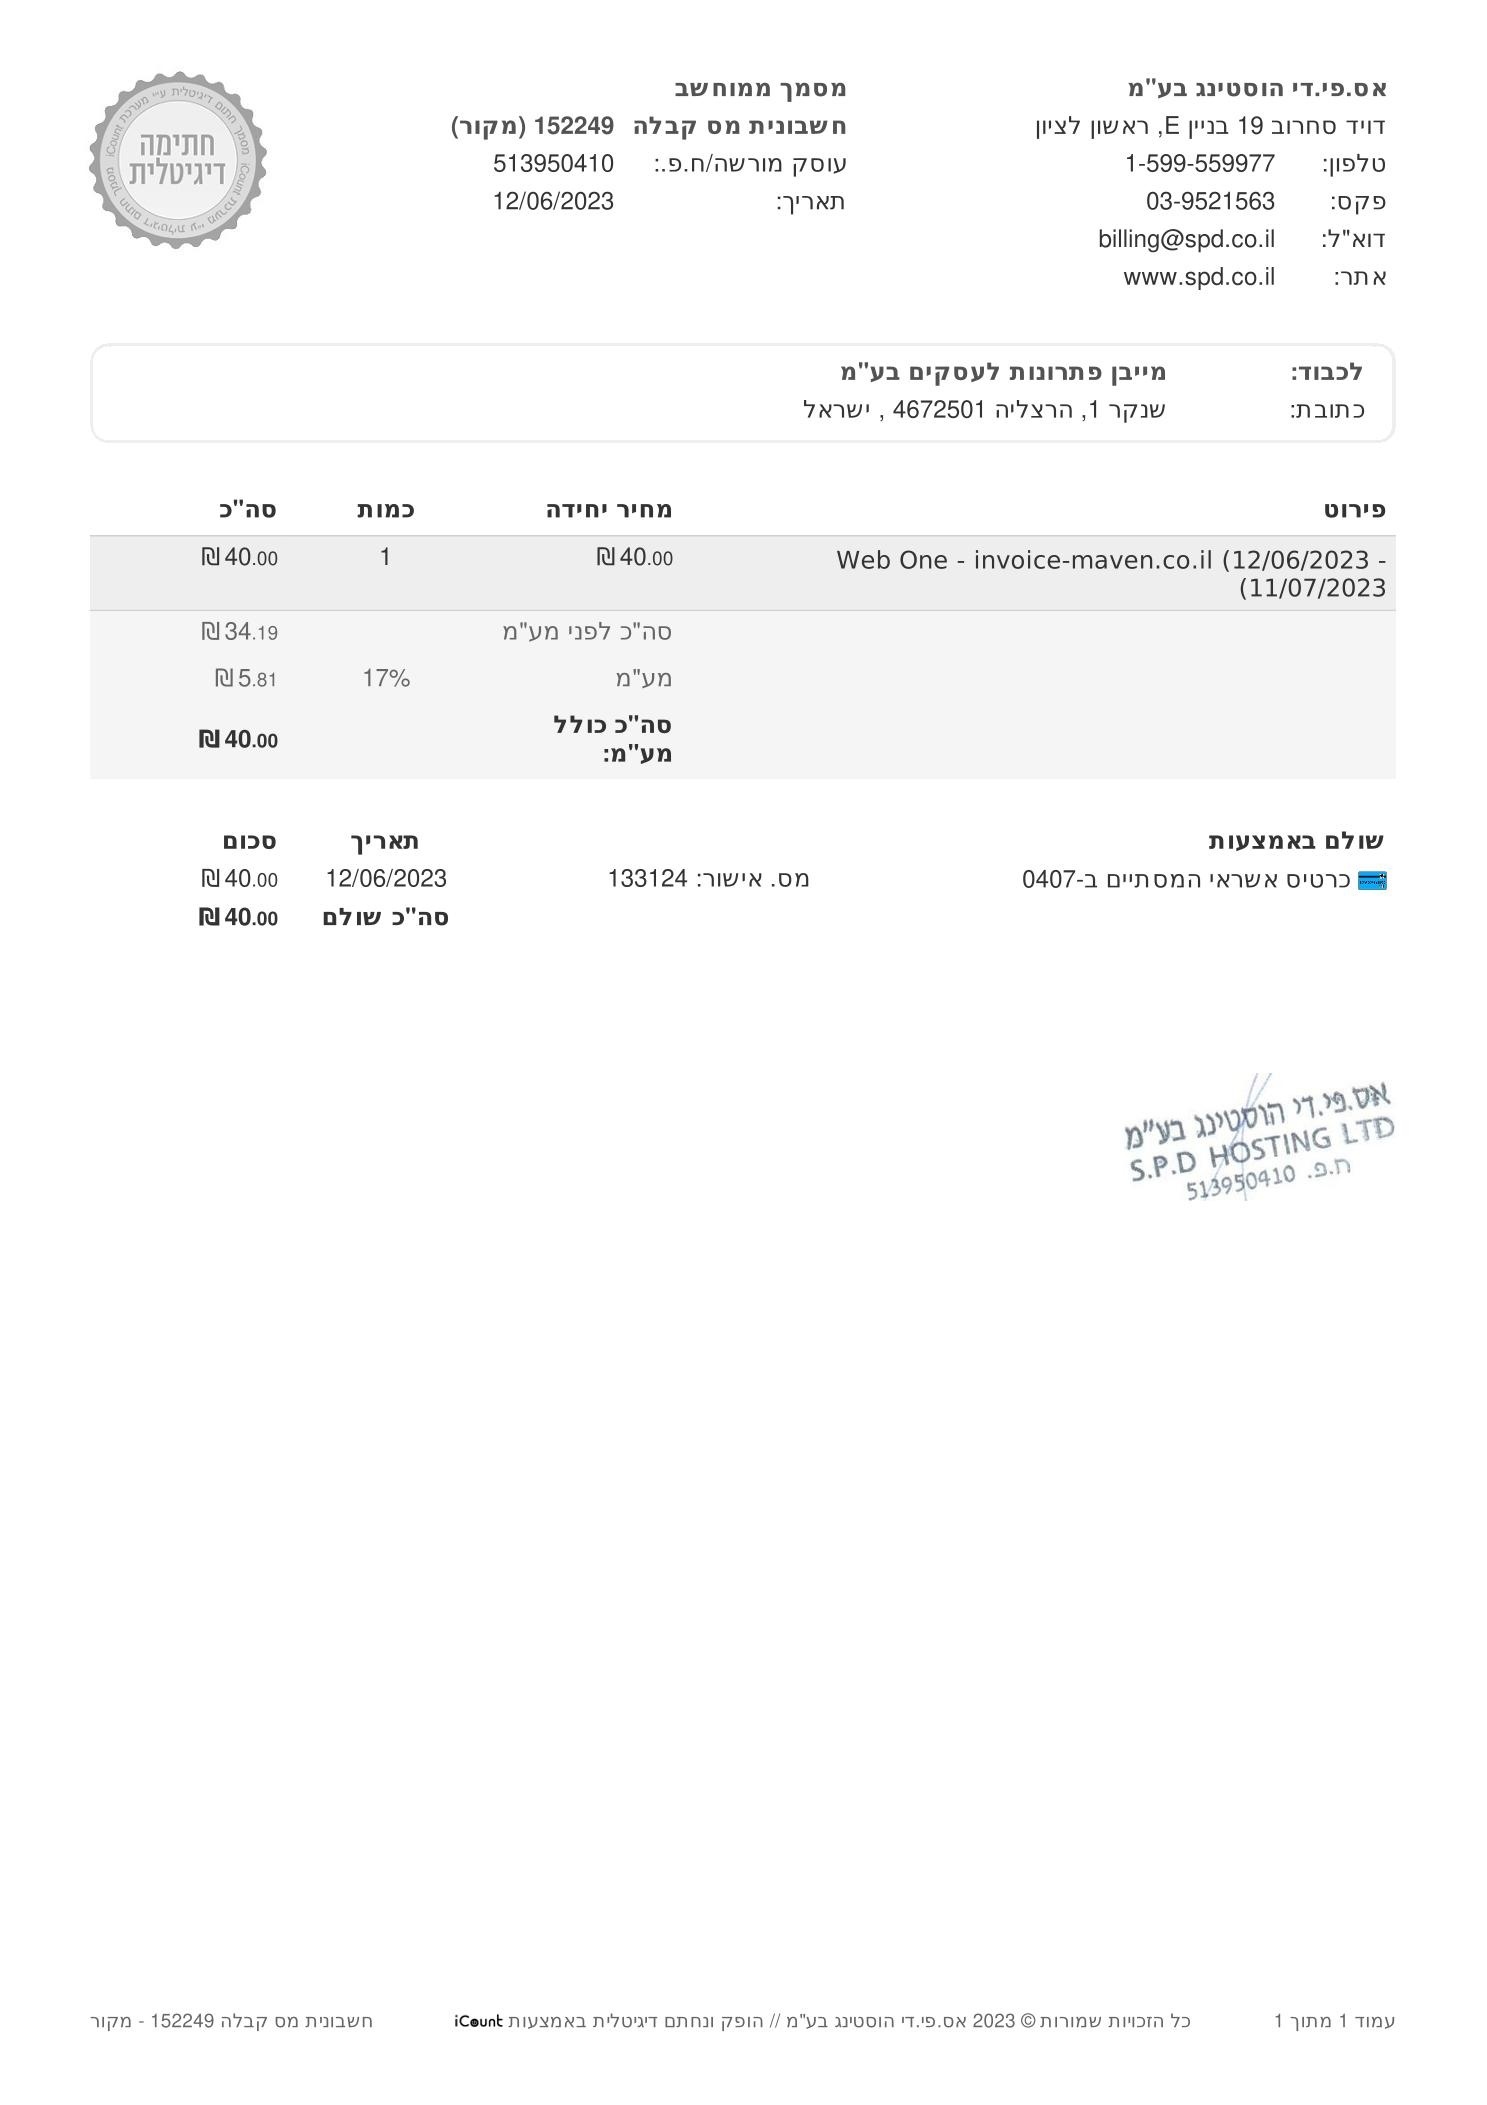 אס.פי.די הוסטינג בע"מ
דויד סחרוב 19 בניין E, ראשון לציון
טלפון: 1-599-559977
פקס: 03-9521563
דוא"ל: billing@spd.co.il
אתר: www.spd.co.il
מסמך ממוחשב
חשבונית מס קבלה 152249 (מקור)
עוסק מורשה/ח.פ.: 513950410
תאריך: 12/06/2023
חתימה
דיגיטלית
מסמך חתום דיגיטלית ע״י מערכת iCount
מסמך חתום דיגיטלית ע״י מערכת iCount
לכבוד: מייבן פתרונות לעסקים בע"מ
כתובת: שנקר 1, הרצליה 4672501 , ישראל
פירוט מחיר יחידה כמות סה"כ
Web One - invoice-maven.co.il (12/06/2023 - ₪40.00 1 ₪40.00
(11/07/2023
סה"כ לפני מע"מ ₪34.19
מע"מ 17% ₪5.81
סה"כ כולל
מע"מ: ₪40.00
שולם באמצעות תאריך סכום
כרטיס אשראי המסתיים ב-0407 מס. אישור: 133124 12/06/2023 ₪40.00
סה"כ שולם ₪40.00
אס.פי.די הוסטינג בע"מ
S.P.D HOSTING LTD
ח.פ. 513950410
עמוד 1 מתוך 1 כל הזכויות שמורות © 2023 אס.פי.די הוסטינג בע"מ // הופק ונחתם דיגיטלית באמצעות iCount חשבונית מס קבלה 152249 - מקור